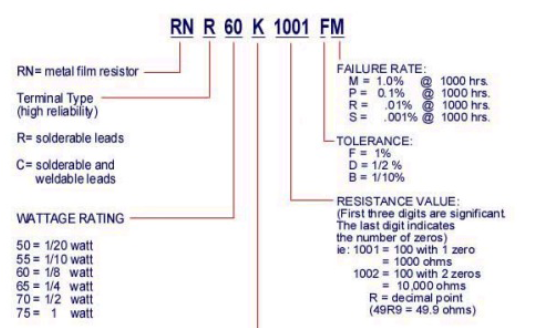 RN R 60 K 1001 FM
RN= metal film resistor
Terminal Type
(high reliability)
R= solderable leads
C= solderable and
weldable leads
WATTAGE RATING
50 = 1/20 watt
55 = 1/10 watt
60 = 1/8 watt
65 = 1/4 watt
70 = 1/2 watt
75 = 1 watt
FAILURE RATE:
M = 1.0% @ 1000 hrs.
P = 0.1% @ 1000 hrs.
R = .01% @ 1000 hrs.
S = .001% @ 1000 hrs.
TOLERANCE:
F = 1%
D = 1/2 %
B = 1/10%
RESISTANCE VALUE:
(First three digits are significant
The last digit indicates
the number of zeros)
ie: 1001 = 100 with 1 zero
= 1000 ohms
1002 = 100 with 2 zeros
= 10,000 ohms
R = decimal point
(49R9 = 49.9 ohms)